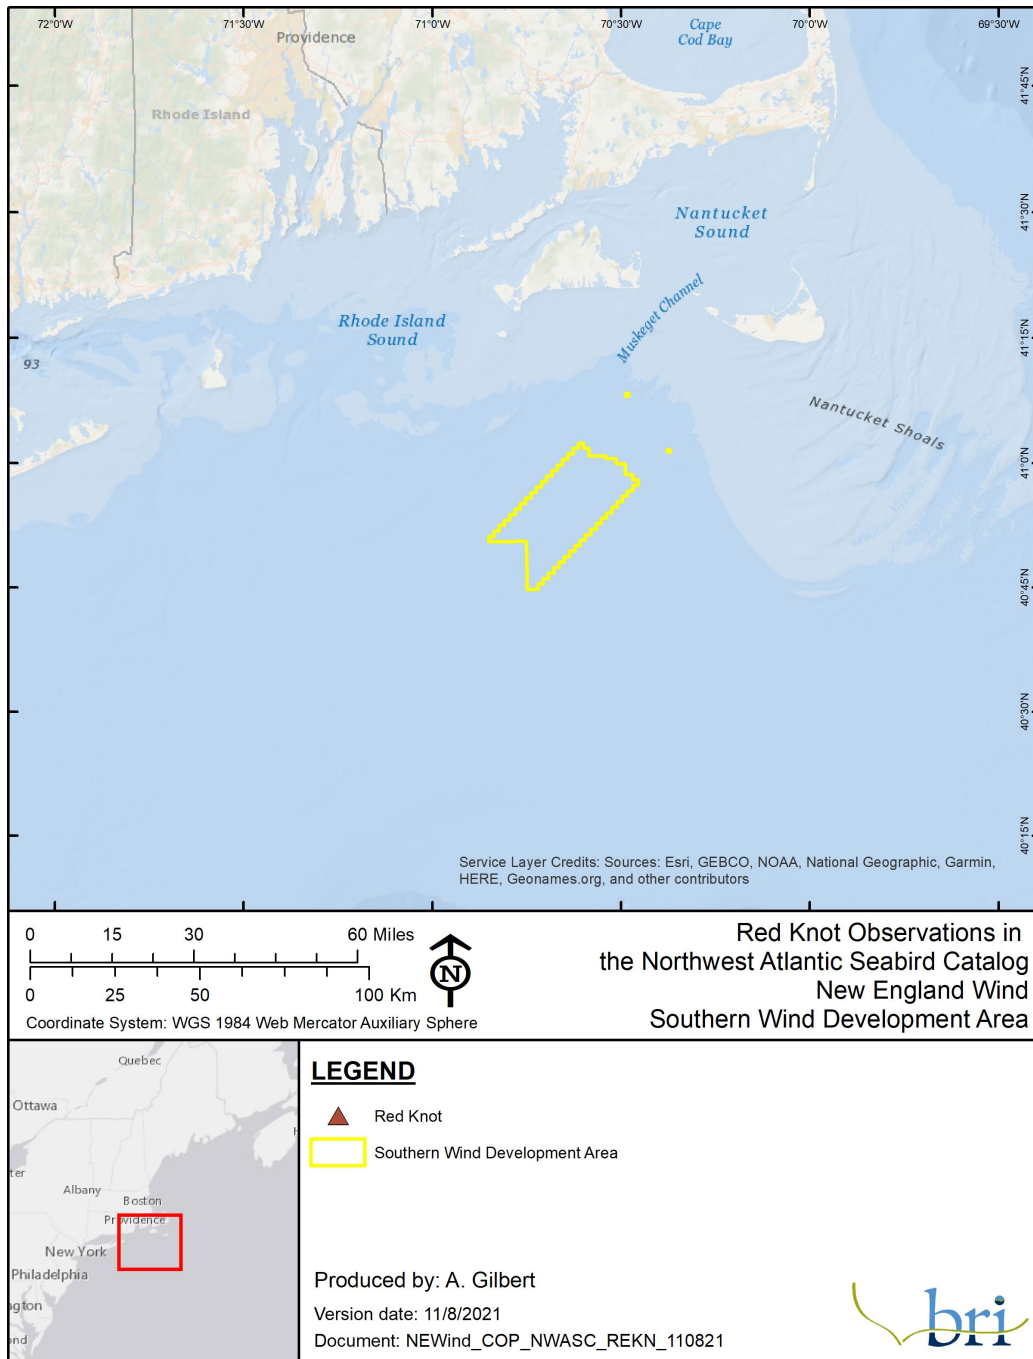 72°0'W
71°30'W
71°0'W
70°30'W
70°0'W
69°30'W
Providence
Cape
Cod Bay
41°45'N
Rhode Island
41°30'N
Nantucket
Sound
Muskeget Channel
Rhode Island
Sound
41°15'N
93
Nantucket Shoals
41°0'N
40°45'N
40°30'N
40°15'N
Service Layer Credits: Sources: Esri, GEBCO, NOAA, National Geographic, Garmin,
HERE, Geonames.org, and other contributors
0 15 30 60 Miles
0 25 50 100 Km
N
Coordinate System: WGS 1984 Web Mercator Auxiliary Sphere
Red Knot Observations in
the Northwest Atlantic Seabird Catalog
New England Wind
Southern Wind Development Area
Quebec
Ottawa
H
ter
Albany
Boston
Providence
New York
Philadelphia
gton
ond
LEGEND
Red Knot
Southern Wind Development Area
Produced by: A. Gilbert
Version date: 11/8/2021
Document: NEWind_COP_NWASC_REKN_110821
bri